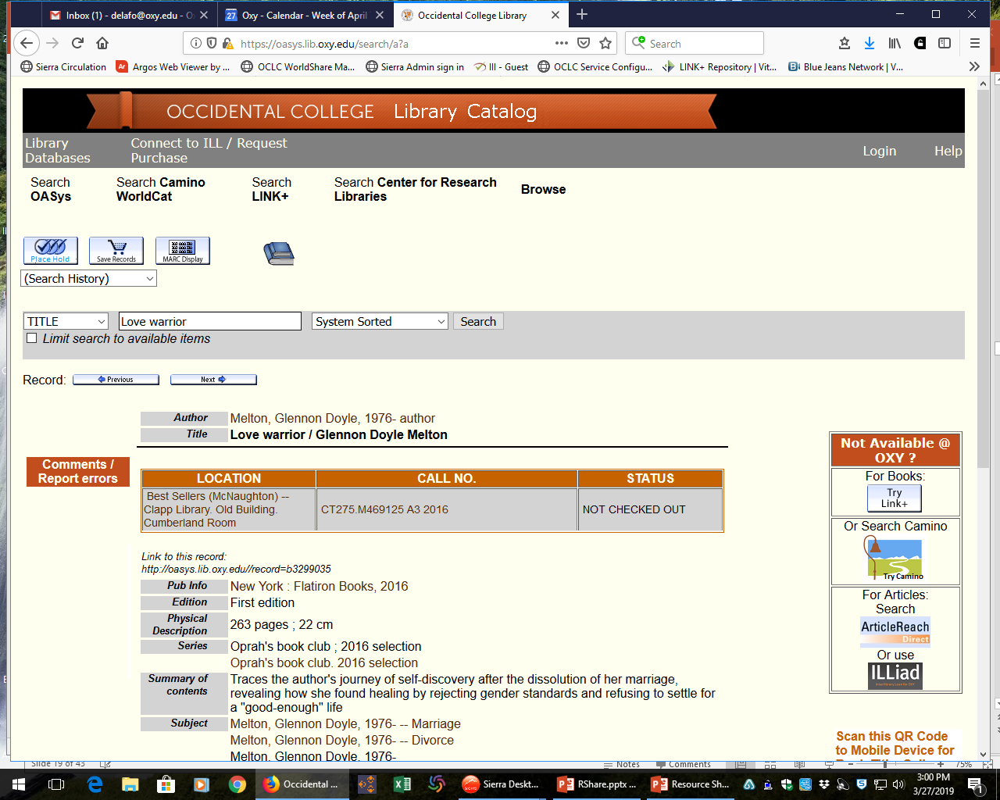 Inbox (1) - delafo@oxy.edu - O
Oxy - Calendar - Week of April
Occidental College Library
https://oasys.lib.oxy.edu/search/a?a
Search
Sierra Circulation
Argos Web Viewer by ...
OCLC WorldShare Ma...
Sierra Admin sign in
III - Guest
OCLC Service Configu...
LINK+ Repository | Vit...
Blue Jeans Network | V...
OCCIDENTAL COLLEGE Library Catalog
Library Databases
Connect to ILL / Request Purchase
Login
Help
Search OASys
Search Camino WorldCat
Search LINK+
Search Center for Research Libraries
Browse
Place Hold
Save Records
MARC Display
(Search History)
TITLE
Love warrior
System Sorted
Search
Limit search to available items
Record:
Previous
Next
Author Melton, Glennon Doyle, 1976- author
Title Love warrior / Glennon Doyle Melton
Comments /
Report errors
LOCATION CALL NO. STATUS
Best Sellers (McNaughton) --
Clapp Library. Old Building.
Cumberland Room
CT275.M469125 A3 2016
NOT CHECKED OUT
Link to this record:
http://oasys.lib.oxy.edu//record=b3299035
Pub Info New York : Flatiron Books, 2016
Edition First edition
Physical Description 263 pages ; 22 cm
Series Oprah's book club ; 2016 selection
Oprah's book club. 2016 selection
Summary of contents Traces the author's journey of self-discovery after the dissolution of her marriage,
revealing how she found healing by rejecting gender standards and refusing to settle for
a "good-enough" life
Subject Melton, Glennon Doyle, 1976- -- Marriage
Melton, Glennon Doyle, 1976- -- Divorce
Melton, Glennon Doyle, 1976-
Not Available @
OXY ?
For Books:
Try
Link+
Or Search Camino
Try Camino
For Articles:
Search
ArticleReach
Direct
Or use
ILLiad
Scan this QR Code
to Mobile Device for
Slide 19 of 43
Notes
Comments
75%
Occidental ...
Sierra Deskt...
RShare.pptx ...
Resource Sh...
3:00 PM
3/27/2019
1